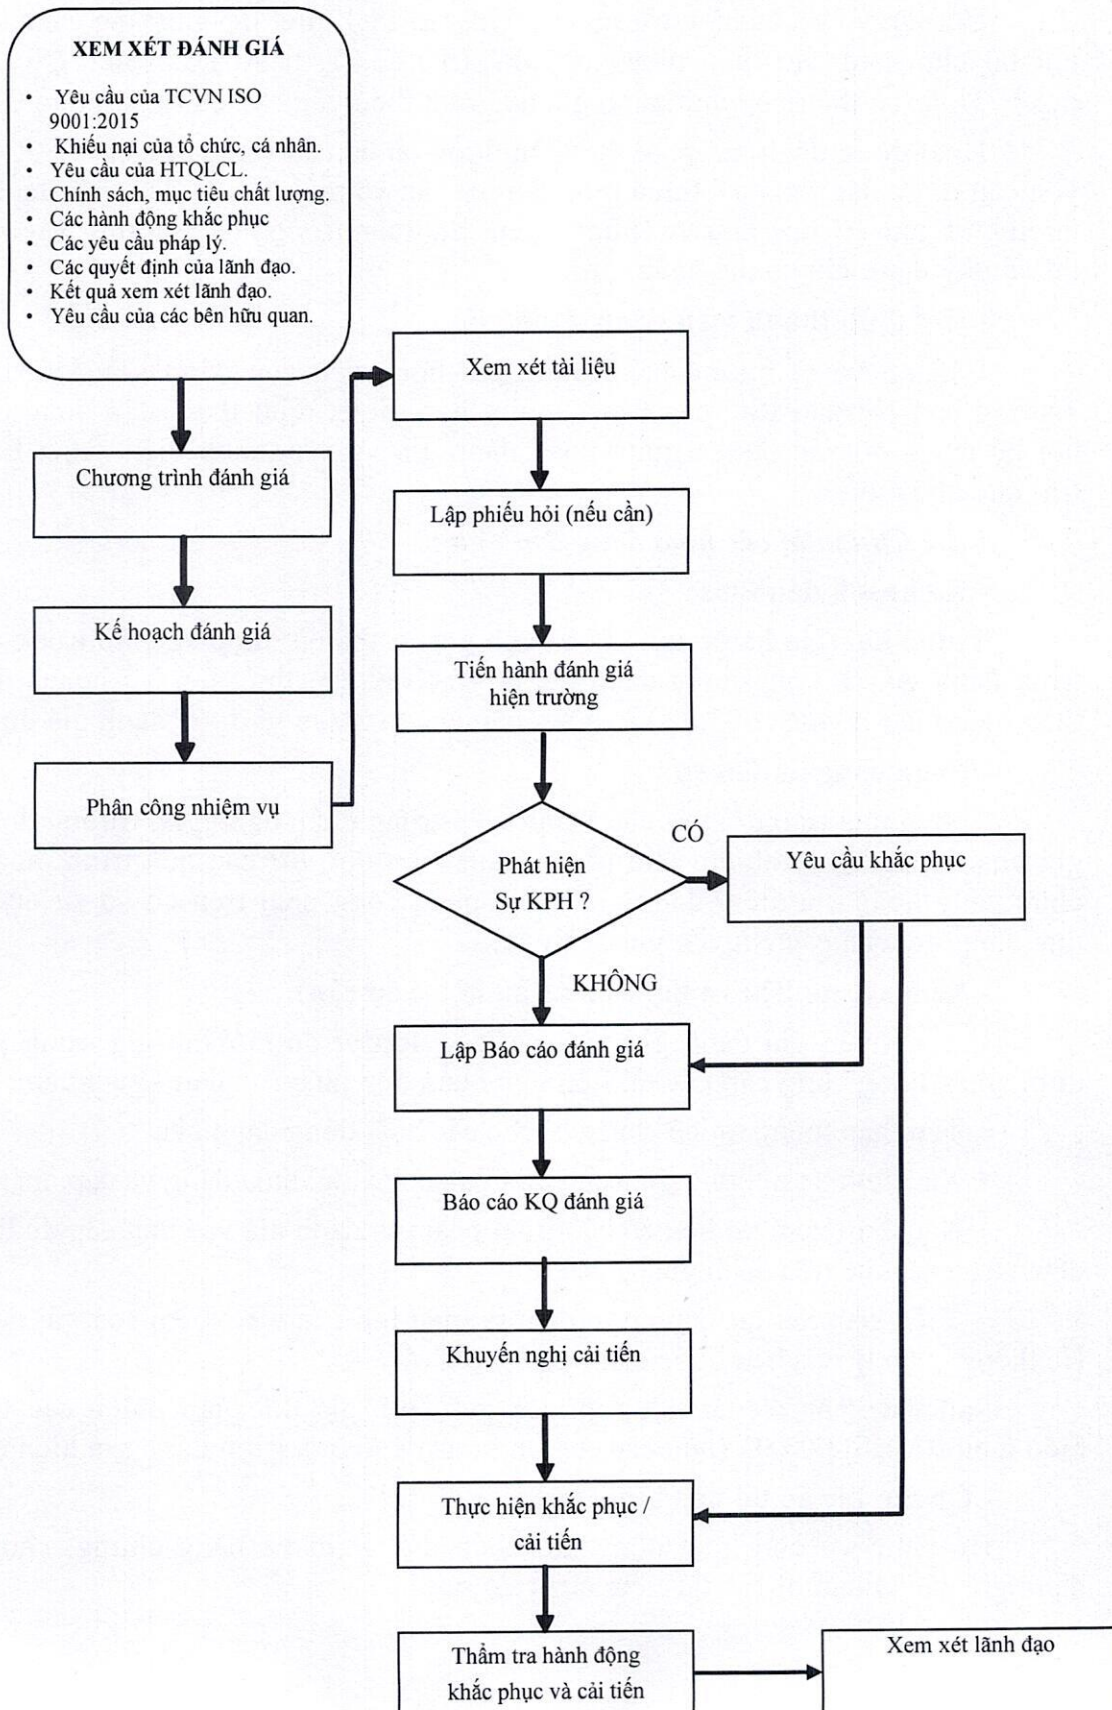 XEM XÉT ĐÁNH GIÁ
• Yêu cầu của TCVN ISO
9001:2015
• Khiếu nại của tổ chức, cá nhân.
• Yêu cầu của HTQLCL.
• Chính sách, mục tiêu chất lượng.
• Các hành động khắc phục
• Các yêu cầu pháp lý.
• Các quyết định của lãnh đạo.
• Kết quả xem xét lãnh đạo.
• Yêu cầu của các bên hữu quan.
Chương trình đánh giá
Kế hoạch đánh giá
Phân công nhiệm vụ
Xem xét tài liệu
Lập phiếu hỏi (nếu cần)
Tiến hành đánh giá
hiện trường
Phát hiện
Sự KPH ?
CÓ
Yêu cầu khắc phục
KHÔNG
Lập Báo cáo đánh giá
Báo cáo KQ đánh giá
Khuyến nghị cải tiến
Thực hiện khắc phục /
cải tiến
Thẩm tra hành động
khắc phục và cải tiến
Xem xét lãnh đạo